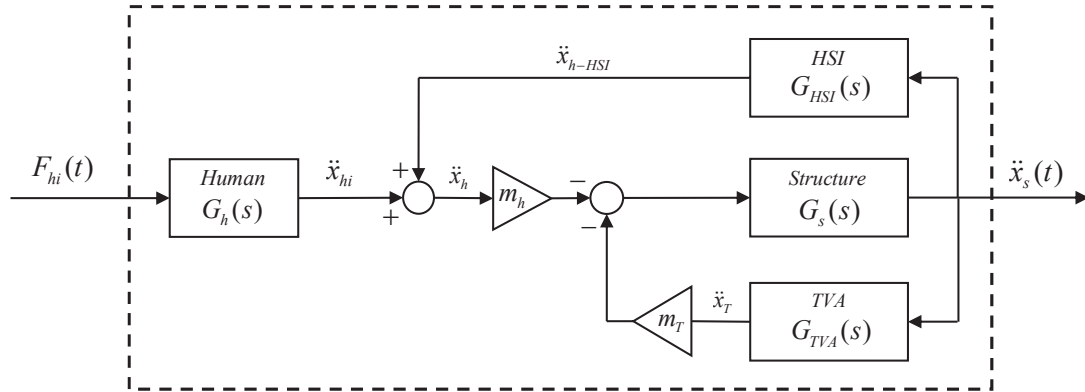 HSI
G_{HSI}(s)
ẍ_{h−HSI}
F_{hi}(t)
Human
G_h(s)
ẍ_{hi}
+
+
ẍ_h
m_h
−
−
Structure
G_s(s)
ẍ_s(t)
m_T
ẍ_T
TVA
G_{TVA}(s)